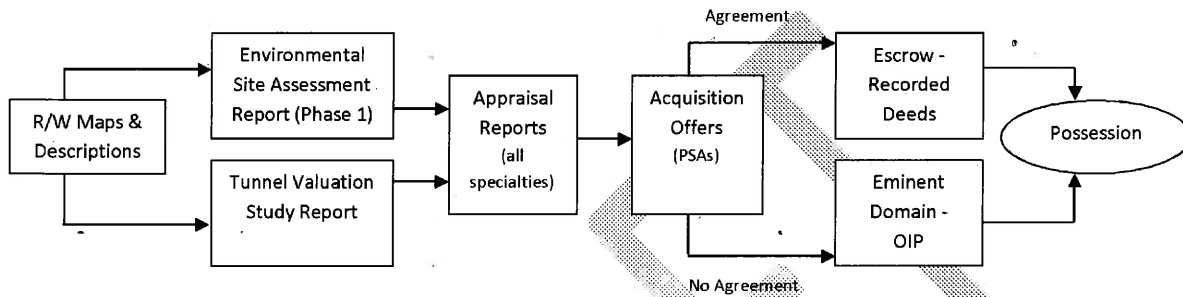 R/W Maps &
Descriptions
Environmental
Site Assessment
Report (Phase 1)
Tunnel Valuation
Study Report
Appraisal
Reports
(all
specialties)
Acquisition
Offers
(PSAs)
Agreement
No Agreement
Escrow -
Recorded
Deeds
Eminent
Domain -
OIP
Possession